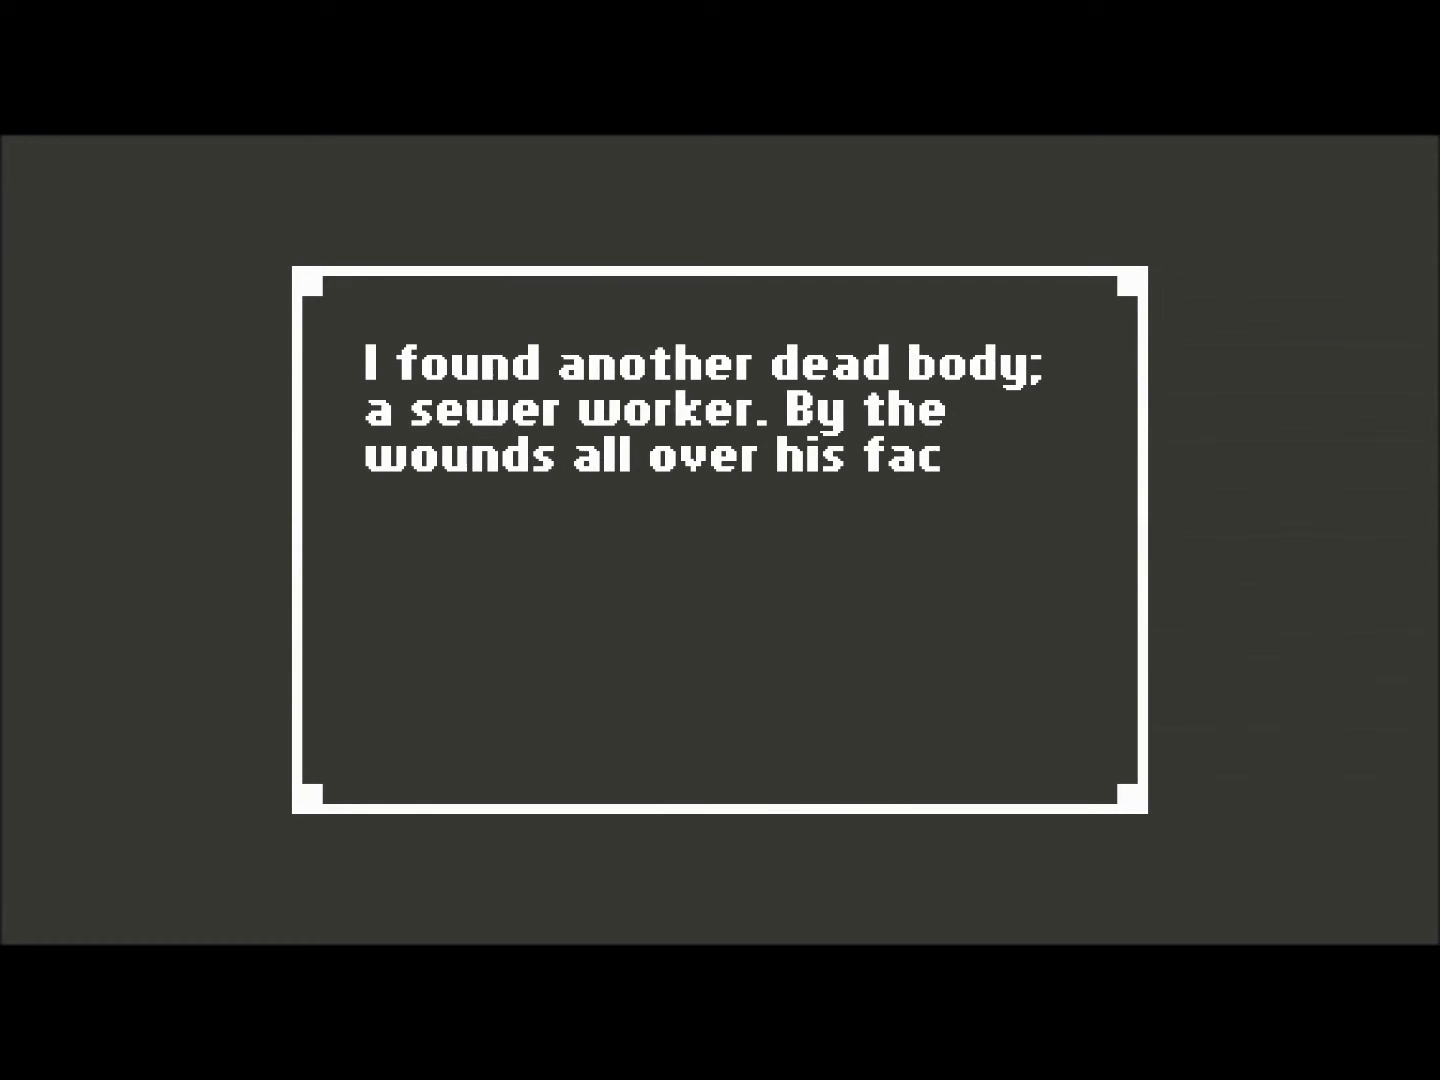 I found another dead body;
a sewer worker. By the
wounds all over his fac